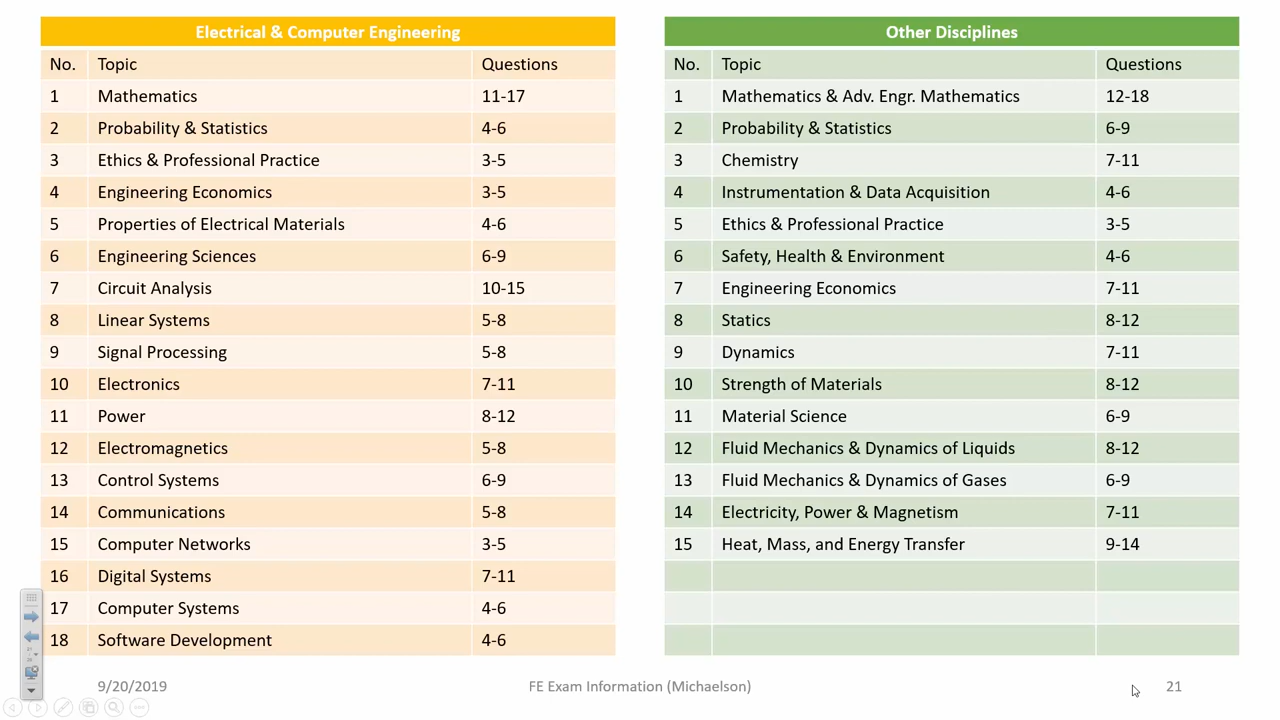 Electrical & Computer Engineering
No. Topic Questions
1 Mathematics 11-17
2 Probability & Statistics 4-6
3 Ethics & Professional Practice 3-5
4 Engineering Economics 3-5
5 Properties of Electrical Materials 4-6
6 Engineering Sciences 6-9
7 Circuit Analysis 10-15
8 Linear Systems 5-8
9 Signal Processing 5-8
10 Electronics 7-11
11 Power 8-12
12 Electromagnetics 5-8
13 Control Systems 6-9
14 Communications 5-8
15 Computer Networks 3-5
16 Digital Systems 7-11
17 Computer Systems 4-6
18 Software Development 4-6
Other Disciplines
No. Topic Questions
1 Mathematics & Adv. Engr. Mathematics 12-18
2 Probability & Statistics 6-9
3 Chemistry 7-11
4 Instrumentation & Data Acquisition 4-6
5 Ethics & Professional Practice 3-5
6 Safety, Health & Environment 4-6
7 Engineering Economics 7-11
8 Statics 8-12
9 Dynamics 7-11
10 Strength of Materials 8-12
11 Material Science 6-9
12 Fluid Mechanics & Dynamics of Liquids 8-12
13 Fluid Mechanics & Dynamics of Gases 6-9
14 Electricity, Power & Magnetism 7-11
15 Heat, Mass, and Energy Transfer 9-14
9/20/2019 FE Exam Information (Michaelson) 21